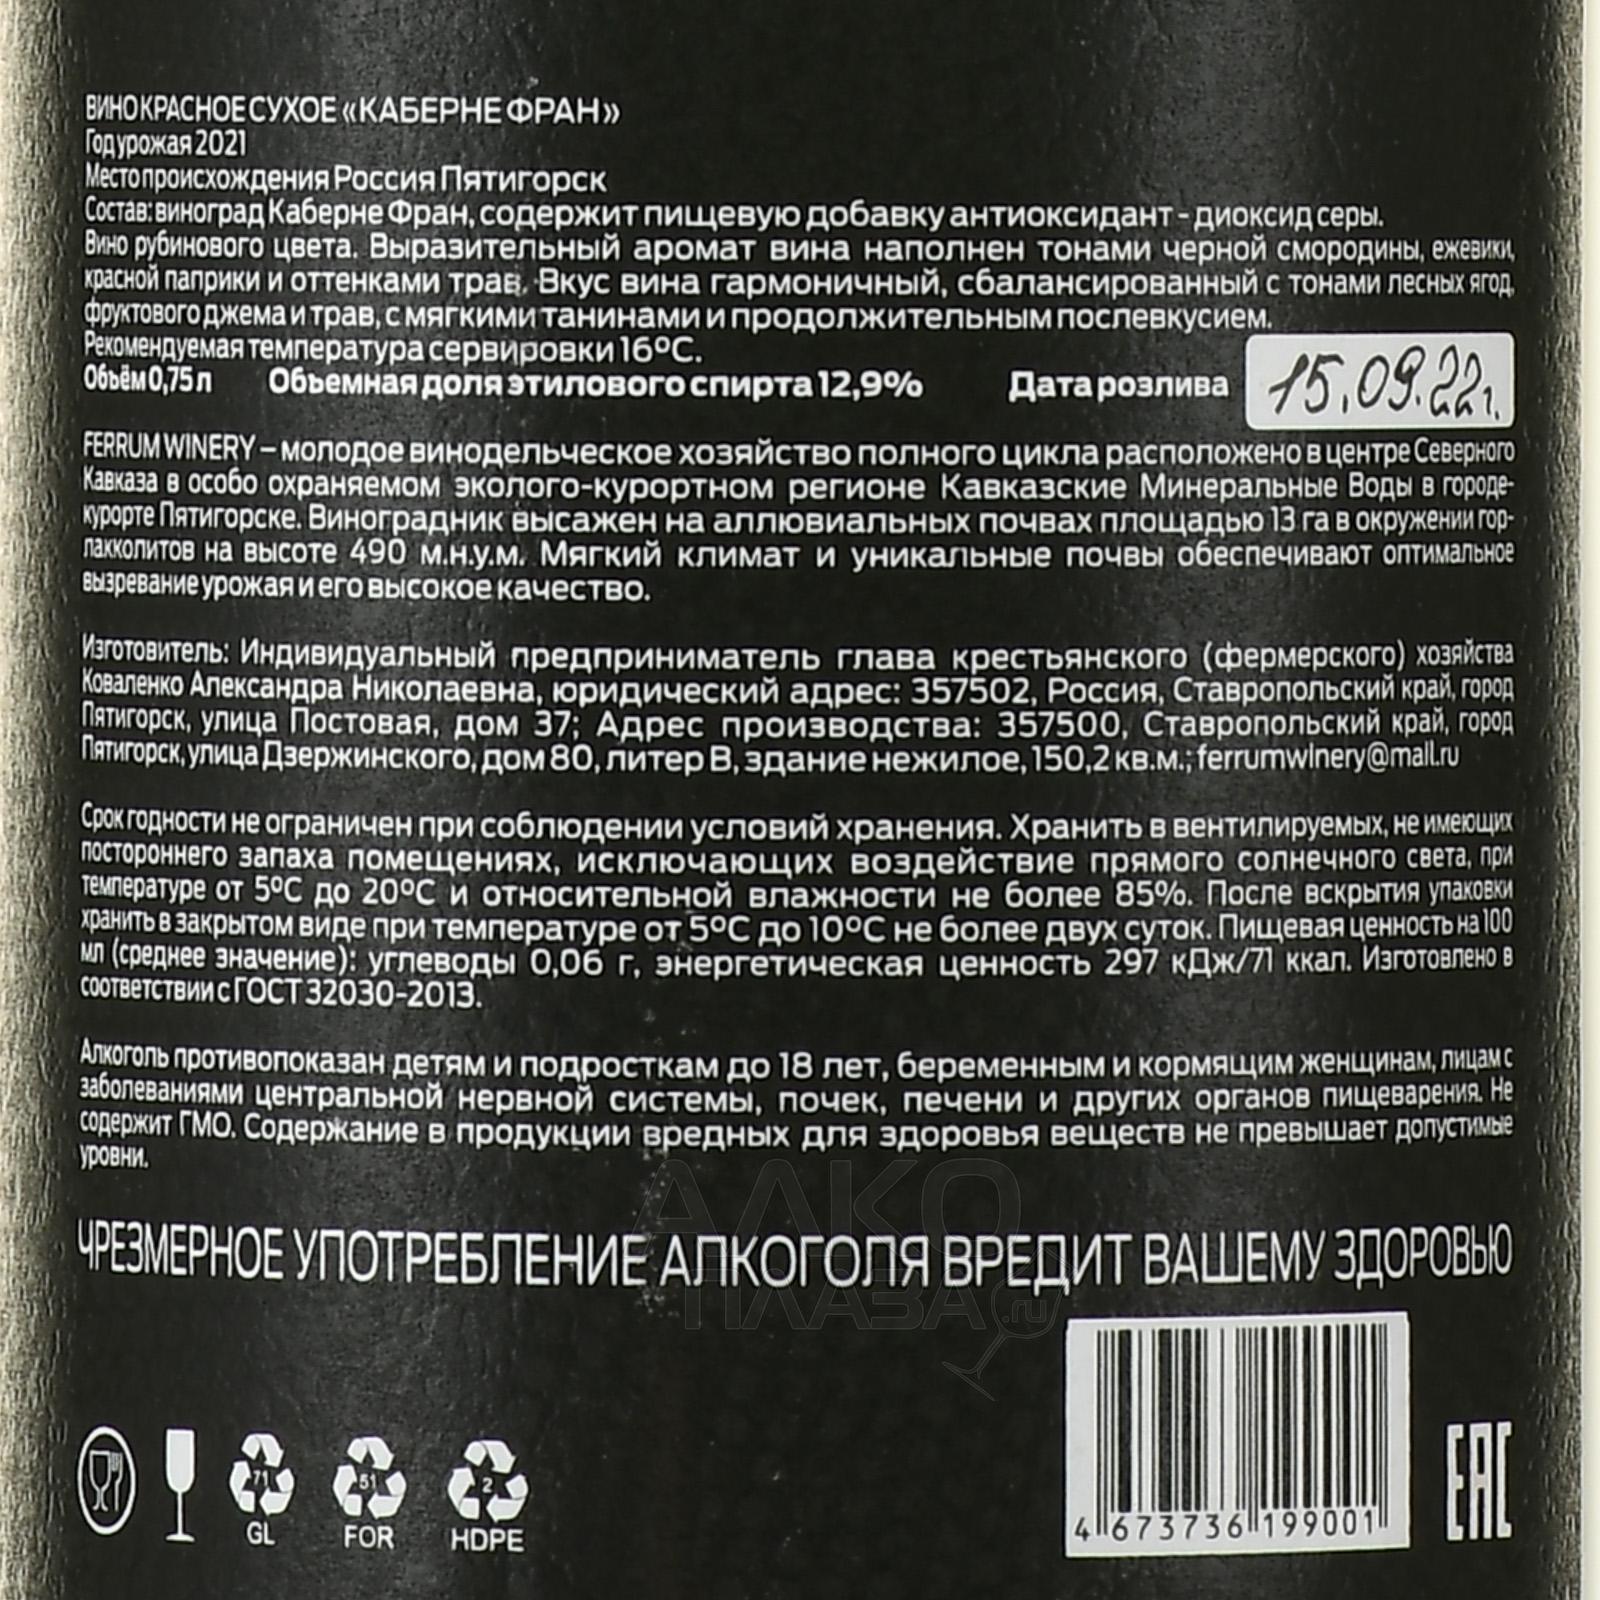 ВИНО КРАСНОЕ СУХОЕ «КАБЕРНЕ ФРАН»
Год урожая 2021
Место происхождения Россия Пятигорск
Состав: виноград Каберне Фран, содержит пищевую добавку антиоксидант - диоксид серы.
Вино рубинового цвета. Выразительный аромат вина наполнен тонами черной смородины, ежевики,
красной паприки и оттенками трав. Вкус вина гармоничный, сбалансированный с тонами лесных ягод,
фруктового джема и трав, с мягкими танинами и продолжительным послевкусием.
Рекомендуемая температура сервировки 16°С.
Объём 0,75 л Объемная доля этилового спирта 12,9% Дата розлива 15.09.22г.
FERRUM WINERY – молодое винодельческое хозяйство полного цикла расположено в центре Северного
Кавказа в особо охраняемом эколого-курортном регионе Кавказские Минеральные Воды в городе-
курорте Пятигорске. Виноградник высажен на аллювиальных почвах площадью 13 га в окружении гор-
лакколитов на высоте 490 м.н.у.м. Мягкий климат и уникальные почвы обеспечивают оптимальное
вызревание урожая и его высокое качество.
Изготовитель: Индивидуальный предприниматель глава крестьянского (фермерского) хозяйства
Коваленко Александра Николаевна, юридический адрес: 357502, Россия, Ставропольский край, город
Пятигорск, улица Постовая, дом 37; Адрес производства: 357500, Ставропольский край, город
Пятигорск, улица Дзержинского, дом 80, литер В, здание нежилое, 150,2 кв.м.; ferrumwinery@mail.ru
Срок годности не ограничен при соблюдении условий хранения. Хранить в вентилируемых, не имеющих
постороннего запаха помещениях, исключающих воздействие прямого солнечного света, при
температуре от 5°С до 20°С и относительной влажности не более 85%. После вскрытия упаковки
хранить в закрытом виде при температуре от 5°С до 10°С не более двух суток. Пищевая ценность на 100
мл (среднее значение): углеводы 0,06 г, энергетическая ценность 297 кДж/71 ккал. Изготовлено в
соответствии с ГОСТ 32030-2013.
Алкоголь противопоказан детям и подросткам до 18 лет, беременным и кормящим женщинам, лицам с
заболеваниями центральной нервной системы, почек, печени и других органов пищеварения. Не
содержит ГМО. Содержание в продукции вредных для здоровья веществ не превышает допустимые
уровни.
ЧРЕЗМЕРНОЕ УПОТРЕБЛЕНИЕ АЛКОГОЛЯ ВРЕДИТ ВАШЕМУ ЗДОРОВЬЮ
АЛКО
ПЛАЗА.ru
71 51 2
GL FOR HDPE
4 673736 199001
EAC